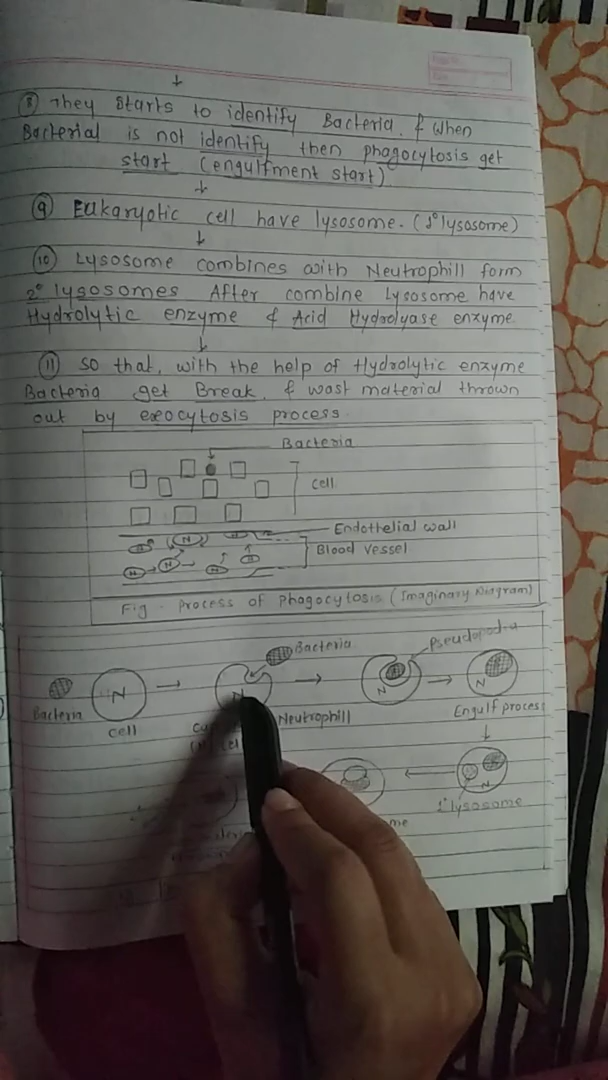 ⑧ They starts to identify Bacteria. & when
Bacterial is not identify then phagocytosis get
start (engulfment start)
⑨ Eukaryotic cell have lysosome. (1° lysosome)
⑩ Lysosome combines with Neutrophill form
2° lysosomes After combine Lysosome have
Hydrolytic enzyme & Acid Hydrolyase enzyme.
⑪ so that, with the help of Hydrolytic enzyme
Bacteria get Break. & wast material thrown
out by exocytosis process.
Bacteria
cell
Endothelial wall
Blood vessel
N
N
N
Fig - Process of Phagocytosis (Imaginary Diagram)
Bacteria
Pseudopodia
N
N
N
N
Bacteria
cell
Neutrophill
Engulf process
N
1° lysosome